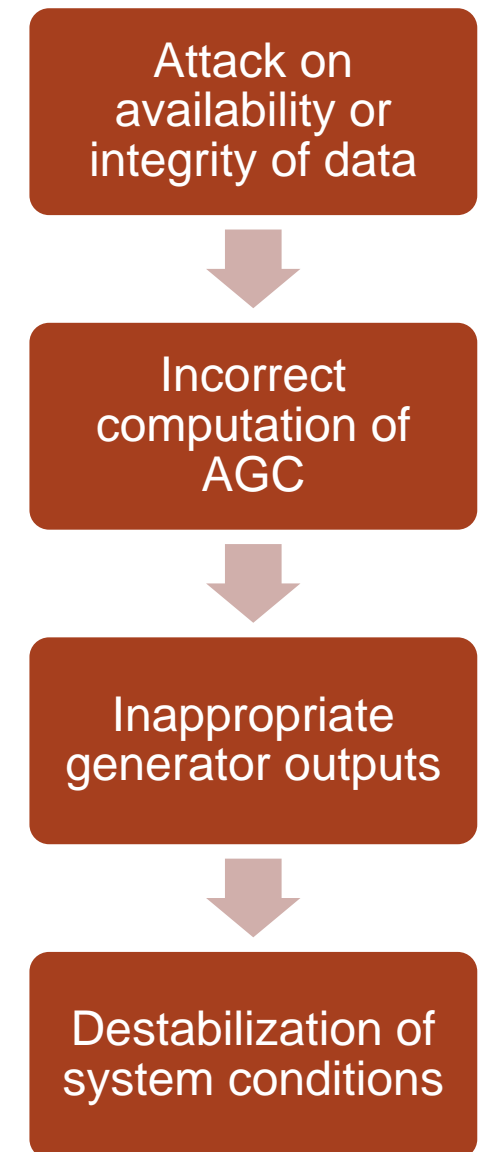 Attack on
availability or
integrity of data
Incorrect
computation of
AGC
Inappropriate
generator outputs
Destabilization of
system conditions